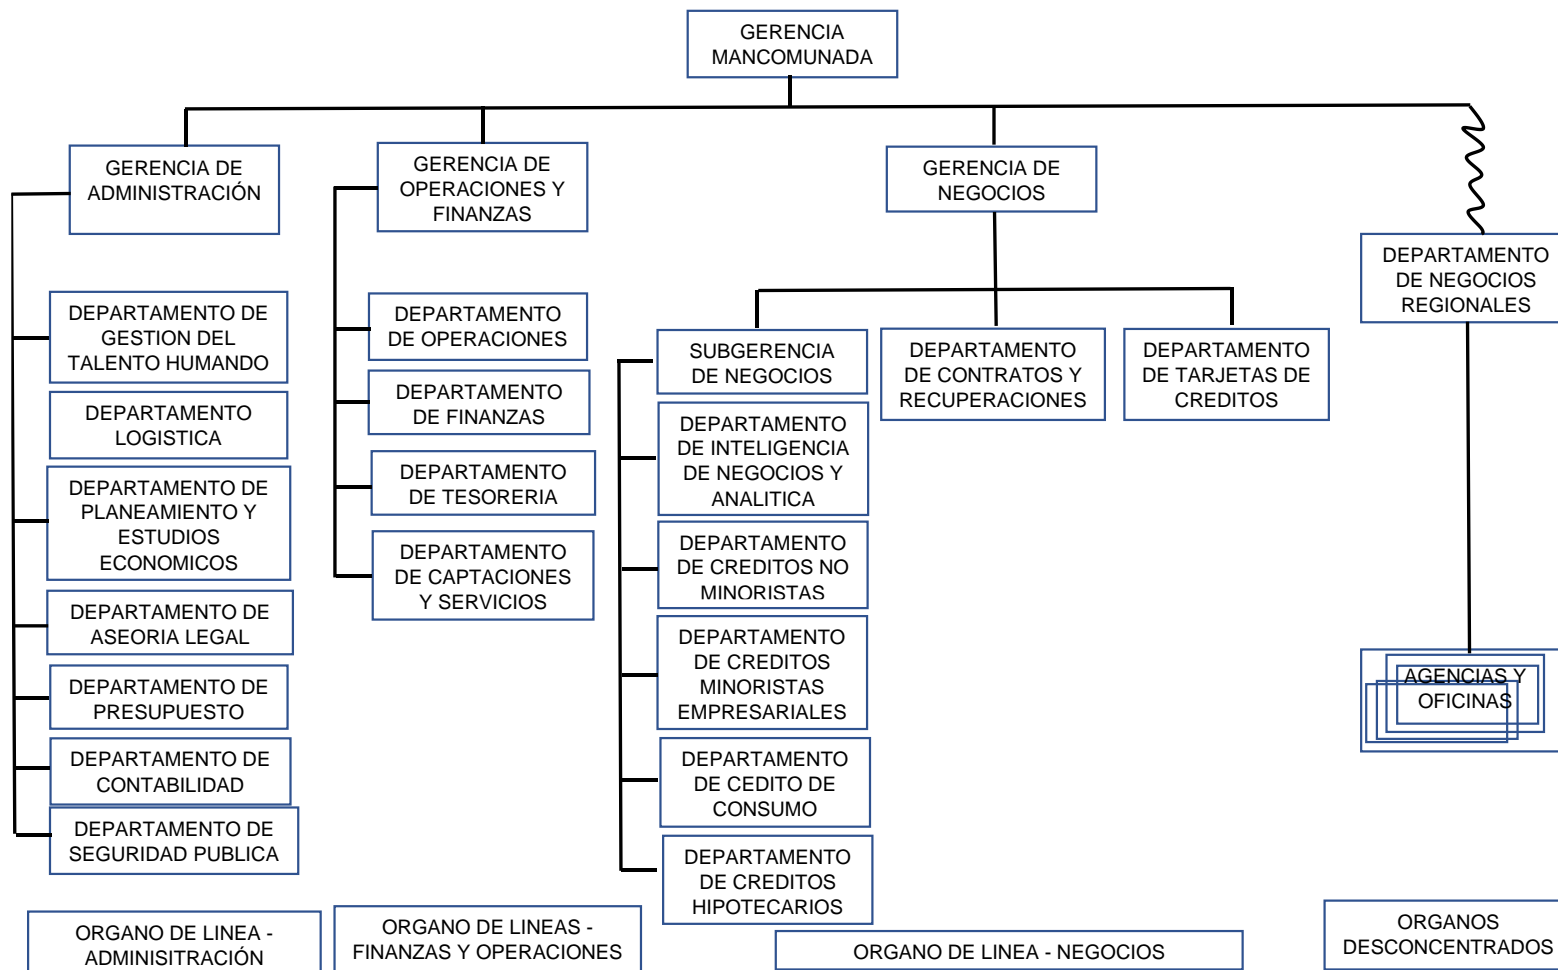 GERENCIA
MANCOMUNADA
GERENCIA DE
ADMINISTRACIÓN
GERENCIA DE
OPERACIONES Y
FINANZAS
GERENCIA DE
NEGOCIOS
DEPARTAMENTO
DE NEGOCIOS
REGIONALES
DEPARTAMENTO DE
GESTION DEL
TALENTO HUMANDO
DEPARTAMENTO
LOGISTICA
DEPARTAMENTO DE
PLANEAMIENTO Y
ESTUDIOS
ECONOMICOS
DEPARTAMENTO DE
ASEORIA LEGAL
DEPARTAMENTO DE
PRESUPUESTO
DEPARTAMENTO DE
CONTABILIDAD
DEPARTAMENTO DE
SEGURIDAD PUBLICA
DEPARTAMENTO
DE OPERACIONES
DEPARTAMENTO
DE FINANZAS
DEPARTAMENTO
DE TESORERIA
DEPARTAMENTO
DE CAPTACIONES
Y SERVICIOS
SUBGERENCIA
DE NEGOCIOS
DEPARTAMENTO
DE INTELIGENCIA
DE NEGOCIOS Y
ANALITICA
DEPARTAMENTO
DE CREDITOS NO
MINORISTAS
DEPARTAMENTO
DE CREDITOS
MINORISTAS
EMPRESARIALES
DEPARTAMENTO
DE CEDITO DE
CONSUMO
DEPARTAMENTO
DE CREDITOS
HIPOTECARIOS
DEPARTAMENTO
DE CONTRATOS Y
RECUPERACIONES
DEPARTAMENTO
DE TARJETAS DE
CREDITOS
AGENCIAS Y
OFICINAS
ORGANO DE LINEA -
ADMINISITRACIÓN
ORGANO DE LINEAS -
FINANZAS Y OPERACIONES
ORGANO DE LINEA - NEGOCIOS
ORGANOS
DESCONCENTRADOS